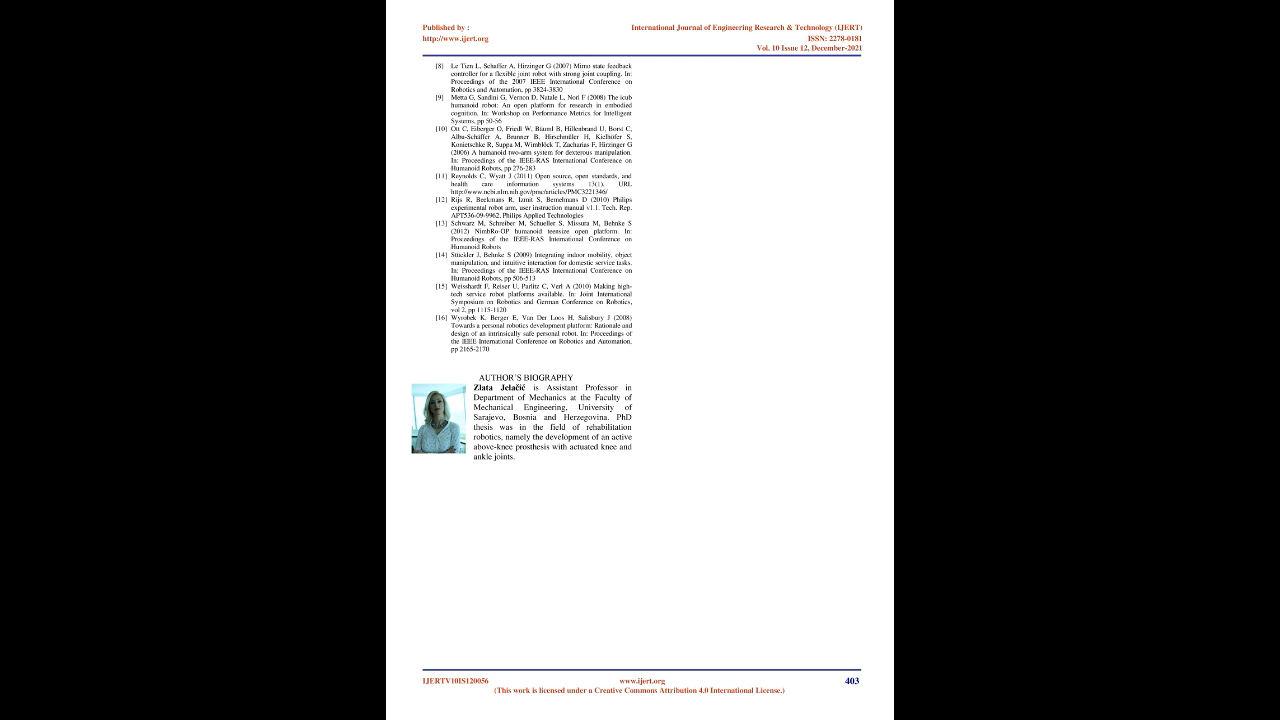 Published by :
http://www.ijert.org
International Journal of Engineering Research & Technology (IJERT)
ISSN: 2278-0181
Vol. 10 Issue 12, December-2021
[8] Le Tien L, Schaffer A, Hirzinger G (2007) Mimo state feedback
controller for a flexible joint robot with strong joint coupling. In:
Proceedings of the 2007 IEEE International Conference on
Robotics and Automation, pp 3824-3830
[9] Metta G, Sandini G, Vernon D, Natale L, Nori F (2008) The icub
humanoid robot: An open platform for research in embodied
cognition. In: Workshop on Performance Metrics for Intelligent
Systems, pp 50-56
[10] Ott C, Eiberger O, Friedl W, Bäuml B, Hillenbrand U, Borst C,
Albu-Schäffer A, Brunner B, Hirschmüller H, Kielhöfer S,
Konietschke R, Suppa M, Wimböck T, Zacharias F, Hirzinger G
(2006) A humanoid two-arm system for dexterous manipulation.
In: Proceedings of the IEEE-RAS International Conference on
Humanoid Robots, pp 276-283
[11] Reynolds C, Wyatt J (2011) Open source, open standards, and
health care information systems 13(1), URL
http://www.ncbi.nlm.nih.gov/pmc/articles/PMC3221346/
[12] Rijs R, Beekmans R, Izmit S, Bemelmans D (2010) Philips
experimental robot arm, user instruction manual v1.1. Tech. Rep.
APT536-09-9962, Philips Applied Technologies
[13] Schwarz M, Schreiber M, Schueller S, Missura M, Behnke S
(2012) NimbRo-OP humanoid teensize open platform. In:
Proceedings of the IEEE-RAS International Conference on
Humanoid Robots
[14] Stückler J, Behnke S (2009) Integrating indoor mobility, object
manipulation, and intuitive interaction for domestic service tasks.
In: Proceedings of the IEEE-RAS International Conference on
Humanoid Robots, pp 506-513
[15] Weisshardt F, Reiser U, Parlitz C, Verl A (2010) Making high-
tech service robot platforms available. In: Joint International
Symposium on Robotics and German Conference on Robotics,
vol 2, pp 1115-1120
[16] Wyrobek K, Berger E, Van Der Loos H, Salisbury J (2008)
Towards a personal robotics development platform: Rationale and
design of an intrinsically safe personal robot. In: Proceedings of
the IEEE International Conference on Robotics and Automation,
pp 2165-2170
AUTHOR´S BIOGRAPHY
Zlata Jelačić is Assistant Professor in
Department of Mechanics at the Faculty of
Mechanical Engineering, University of
Sarajevo, Bosnia and Herzegovina. PhD
thesis was in the field of rehabilitation
robotics, namely the development of an active
above-knee prosthesis with actuated knee and
ankle joints.
IJERTV10IS120056
www.ijert.org
403
(This work is licensed under a Creative Commons Attribution 4.0 International License.)